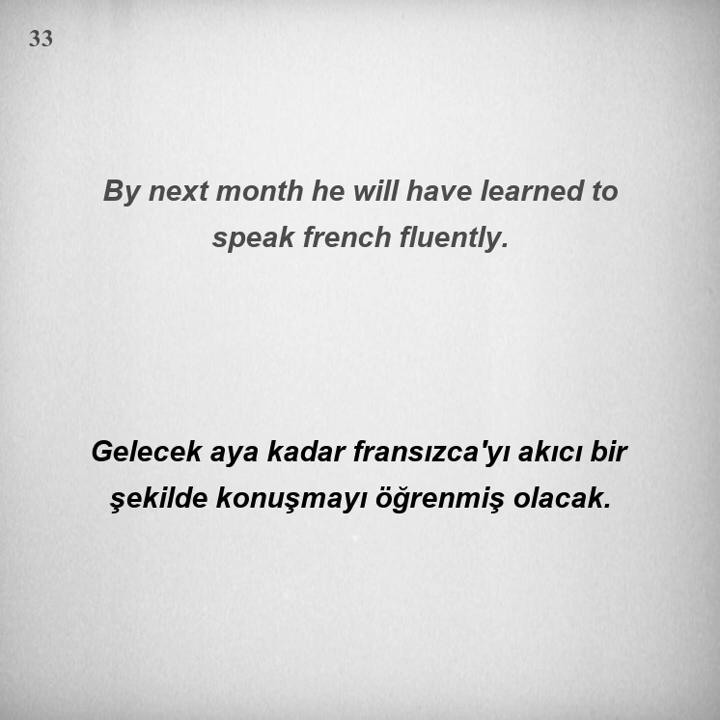 33
By next month he will have learned to
speak french fluently.
Gelecek aya kadar fransızca'yı akıcı bir
şekilde konuşmayı öğrenmiş olacak.